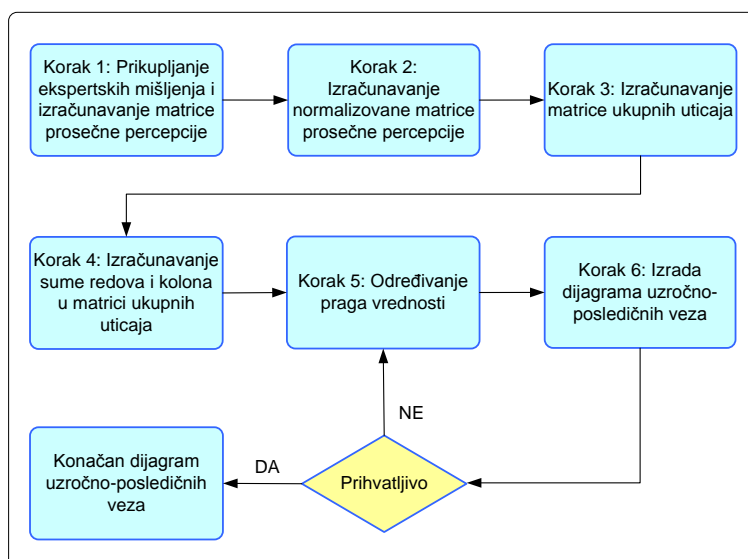 Korak 1: Prikupljanje
ekspertskih mišljenja i
izračunavanje matrice
prosečne percepcije
Korak 2:
Izračunavanje
normalizovane matrice
prosečne percepcije
Korak 3: Izračunavanje
matrice ukupnih uticaja
Korak 4: Izračunavanje
sume redova i kolona
u matrici ukupnih
uticaja
Korak 5: Određivanje
praga vrednosti
Korak 6: Izrada
dijagrama uzročno-
posledičnih veza
NE
Prihvatljivo
DA
Konačan dijagram
uzročno-posledičnih
veza